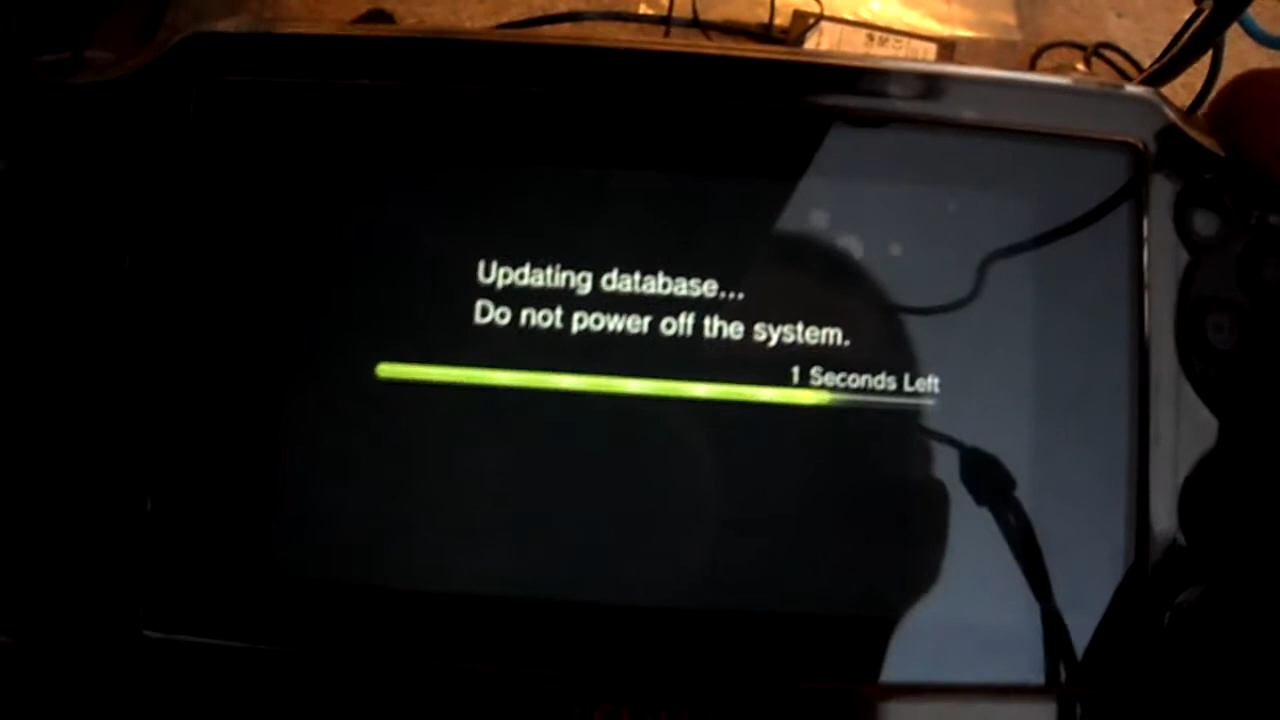 Updating database...
Do not power off the system.
1 Seconds Left